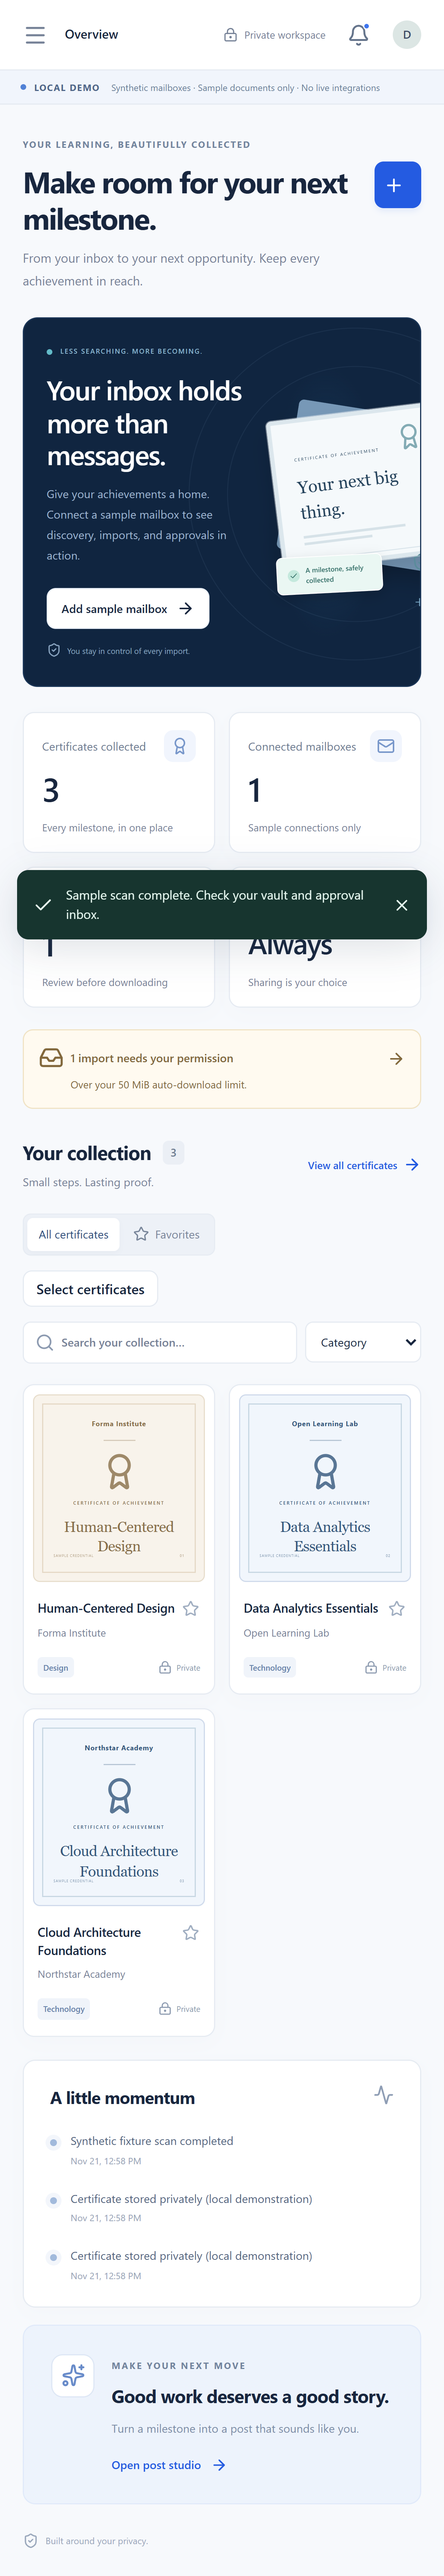 Overview
Private workspace
D
LOCAL DEMO Synthetic mailboxes · Sample documents only · No live integrations
YOUR LEARNING, BEAUTIFULLY COLLECTED
Make room for your next
milestone.
From your inbox to your next opportunity. Keep every
achievement in reach.
LESS SEARCHING. MORE BECOMING.
Your inbox holds
more than
messages.
Give your achievements a home.
Connect a sample mailbox to see
discovery, imports, and approvals in
action.
Add sample mailbox
You stay in control of every import.
CERTIFICATE OF ACHIEVEMENT
Your next big
thing.
A milestone, safely
collected
Certificates collected
3
Every milestone, in one place
Connected mailboxes
1
Sample connections only
Sample scan complete. Check your vault and approval
inbox.
1
Review before downloading
Always
Sharing is your choice
1 import needs your permission
Over your 50 MiB auto-download limit.
Your collection 3
Small steps. Lasting proof.
View all certificates
All certificates
Favorites
Select certificates
Search your collection...
Category
Forma Institute
CERTIFICATE OF ACHIEVEMENT
Human-Centered
Design
SAMPLE CREDENTIAL
Human-Centered Design
Forma Institute
Design
Private
Open Learning Lab
CERTIFICATE OF ACHIEVEMENT
Data Analytics
Essentials
SAMPLE CREDENTIAL
Data Analytics Essentials
Open Learning Lab
Technology
Private
Northstar Academy
CERTIFICATE OF ACHIEVEMENT
Cloud Architecture
Foundations
SAMPLE CREDENTIAL
Cloud Architecture
Foundations
Northstar Academy
Technology
Private
A little momentum
Synthetic fixture scan completed
Nov 21, 12:58 PM
Certificate stored privately (local demonstration)
Nov 21, 12:58 PM
Certificate stored privately (local demonstration)
Nov 21, 12:58 PM
MAKE YOUR NEXT MOVE
Good work deserves a good story.
Turn a milestone into a post that sounds like you.
Open post studio
Built around your privacy.